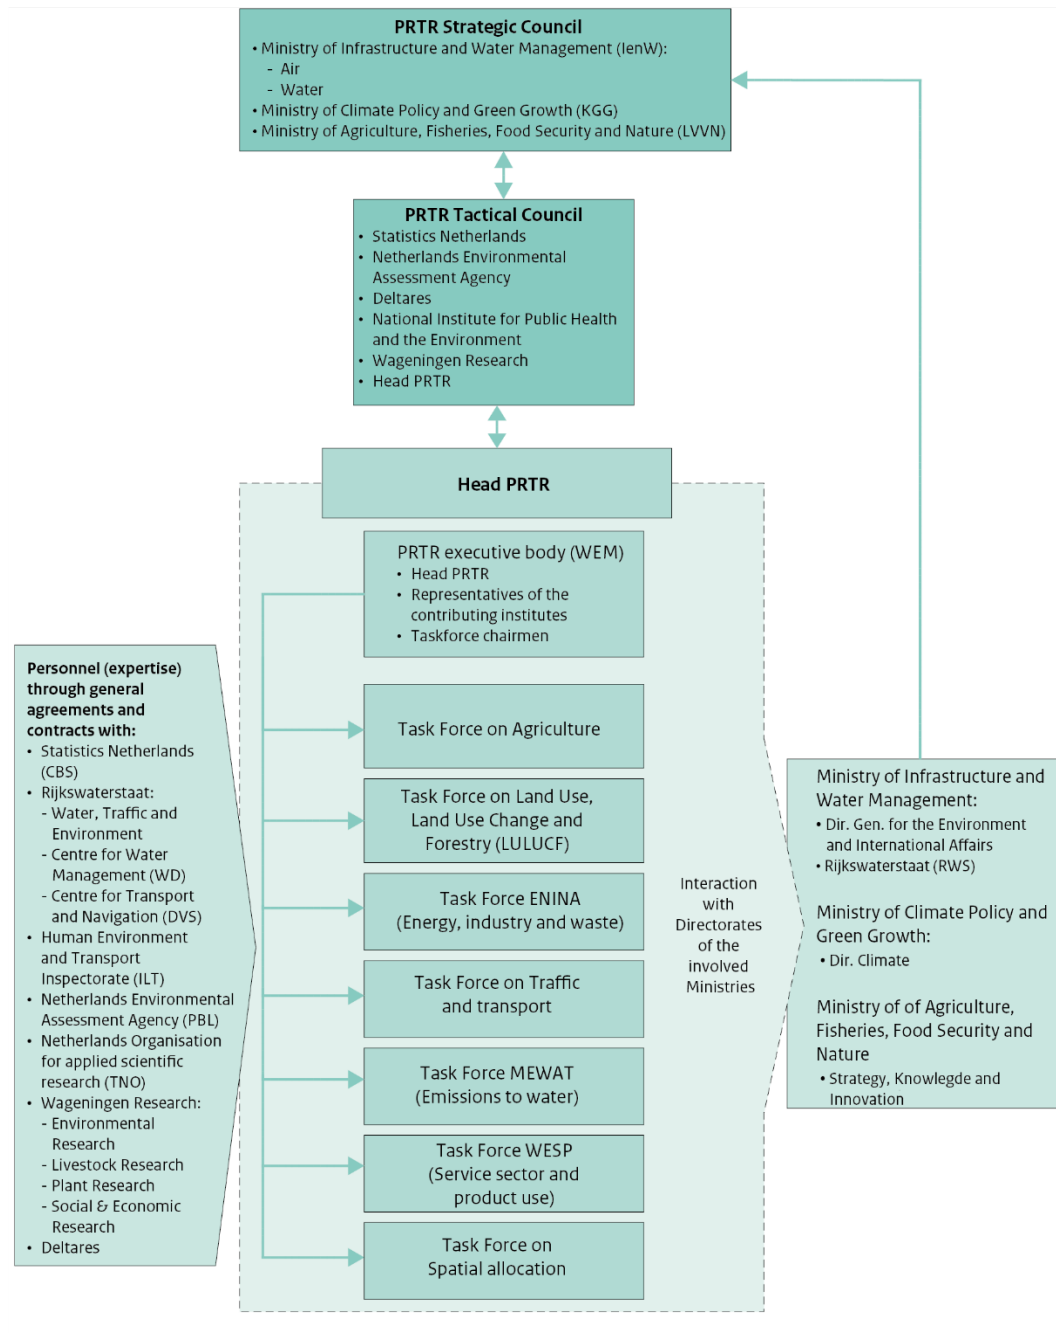 PRTR Strategic Council
• Ministry of Infrastructure and Water Management (IenW):
- Air
- Water
• Ministry of Climate Policy and Green Growth (KGG)
• Ministry of Agriculture, Fisheries, Food Security and Nature (LVVN)
PRTR Tactical Council
• Statistics Netherlands
• Netherlands Environmental
Assessment Agency
• Deltares
• National Institute for Public Health
and the Environment
• Wageningen Research
• Head PRTR
Head PRTR
PRTR executive body (WEM)
• Head PRTR
• Representatives of the
contributing institutes
• Taskforce chairmen
Personnel (expertise)
through general
agreements and
contracts with:
• Statistics Netherlands
(CBS)
• Rijkswaterstaat:
- Water, Traffic and
Environment
- Centre for Water
Management (WD)
- Centre for Transport
and Navigation (DVS)
• Human Environment
and Transport
Inspectorate (ILT)
• Netherlands Environmental
Assessment Agency (PBL)
• Netherlands Organisation
for applied scientific
research (TNO)
• Wageningen Research:
- Environmental
Research
- Livestock Research
- Plant Research
- Social & Economic
Research
• Deltares
Task Force on Agriculture
Task Force on Land Use,
Land Use Change and
Forestry (LULUCF)
Task Force ENINA
(Energy, industry and waste)
Task Force on Traffic
and transport
Task Force MEWAT
(Emissions to water)
Task Force WESP
(Service sector and
product use)
Task Force on
Spatial allocation
Interaction
with
Directorates
of the
involved
Ministries
Ministry of Infrastructure and
Water Management:
• Dir. Gen. for the Environment
and International Affairs
• Rijkswaterstaat (RWS)
Ministry of Climate Policy and
Green Growth:
• Dir. Climate
Ministry of of Agriculture,
Fisheries, Food Security and
Nature
• Strategy, Knowlegde and
Innovation